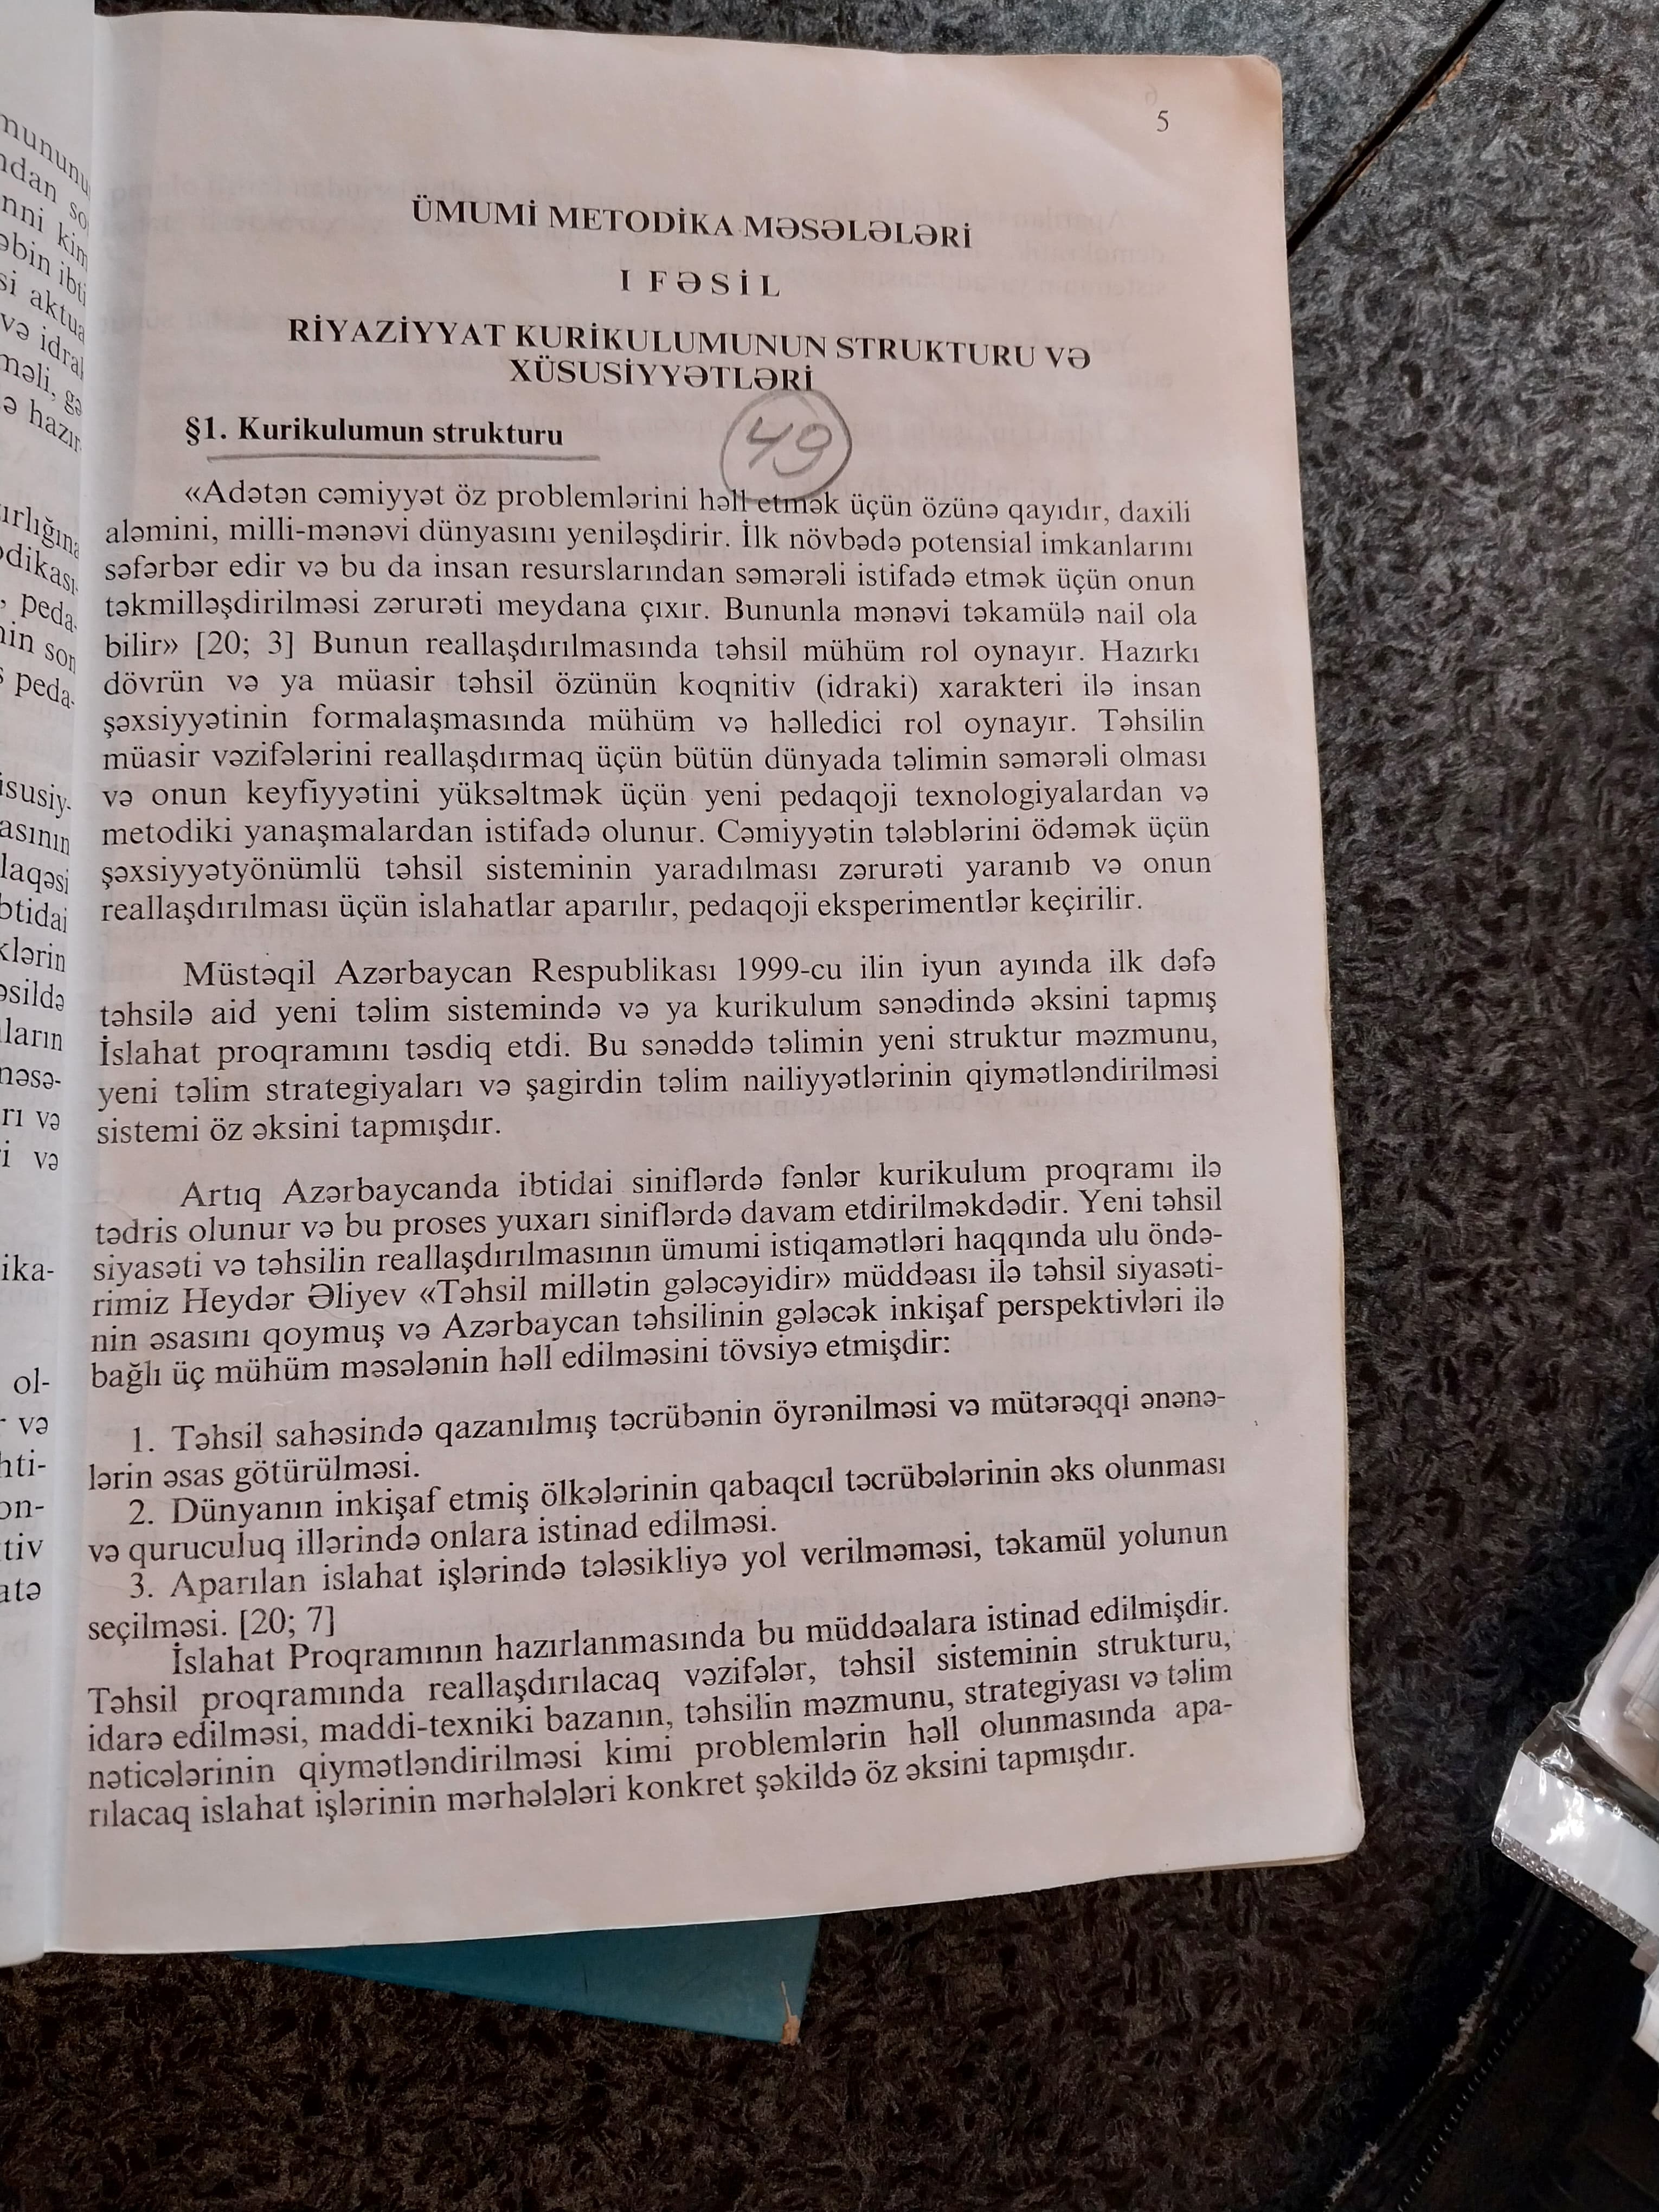 5
ÜMUMİ METODİKA MƏSƏLƏLƏRİ
I FƏSİL
RİYAZİYYAT KURİKULUMUNUN STRUKTURU VƏ
XÜSUSİYYƏTLƏRİ
§1. Kurikulumun strukturu
49
«Adətən cəmiyyət öz problemlərini həll etmək üçün özünə qayıdır, daxili
aləmini, milli-mənəvi dünyasını yeniləşdirir. İlk növbədə potensial imkanlarını
səfərbər edir və bu da insan resurslarından səmərəli istifadə etmək üçün onun
təkmilləşdirilməsi zərurəti meydana çıxır. Bununla mənəvi təkamülə nail ola
bilir» [20; 3] Bunun reallaşdırılmasında təhsil mühüm rol oynayır. Hazırkı
dövrün və ya müasir təhsil özünün koqnitiv (idraki) xarakteri ilə insan
şəxsiyyətinin formalaşmasında mühüm və həlledici rol oynayır. Təhsilin
müasir vəzifələrini reallaşdırmaq üçün bütün dünyada təlimin səmərəli olması
və onun keyfiyyətini yüksəltmək üçün yeni pedaqoji texnologiyalardan və
metodiki yanaşmalardan istifadə olunur. Cəmiyyətin tələblərini ödəmək üçün
şəxsiyyətyönümlü təhsil sisteminin yaradılması zərurəti yaranıb və onun
reallaşdırılması üçün islahatlar aparılır, pedaqoji eksperimentlər keçirilir.
Müstəqil Azərbaycan Respublikası 1999-cu ilin iyun ayında ilk dəfə
təhsilə aid yeni təlim sistemində və ya kurikulum sənədində əksini tapmış
İslahat proqramını təsdiq etdi. Bu sənəddə təlimin yeni struktur məzmunu,
yeni təlim strategiyaları və şagirdin təlim nailiyyətlərinin qiymətləndirilməsi
sistemi öz əksini tapmışdır.
Artıq Azərbaycanda ibtidai siniflərdə fənlər kurikulum proqramı ilə
tədris olunur və bu proses yuxarı siniflərdə davam etdirilməkdədir. Yeni təhsil
siyasəti və təhsilin reallaşdırılmasının ümumi istiqamətləri haqqında ulu öndə-
rimiz Heydər Əliyev «Təhsil millətin gələcəyidir» müddəası ilə təhsil siyasəti-
nin əsasını qoymuş və Azərbaycan təhsilinin gələcək inkişaf perspektivləri ilə
bağlı üç mühüm məsələnin həll edilməsini tövsiyə etmişdir:
1. Təhsil sahəsində qazanılmış təcrübənin öyrənilməsi və mütərəqqi ənənə-
lərin əsas götürülməsi.
2. Dünyanın inkişaf etmiş ölkələrinin qabaqcıl təcrübələrinin əks olunması
və quruculuq illərində onlara istinad edilməsi.
3. Aparılan islahat işlərində tələsikliyə yol verilməməsi, təkamül yolunun
seçilməsi. [20; 7]
İslahat Proqramının hazırlanmasında bu müddəalara istinad edilmişdir.
Təhsil proqramında reallaşdırılacaq vəzifələr, təhsil sisteminin strukturu,
idarə edilməsi, maddi-texniki bazanın, təhsilin məzmunu, strategiyası və təlim
nəticələrinin qiymətləndirilməsi kimi problemlərin həll olunmasında apa-
rılacaq islahat işlərinin mərhələləri konkret şəkildə öz əksini tapmışdır.